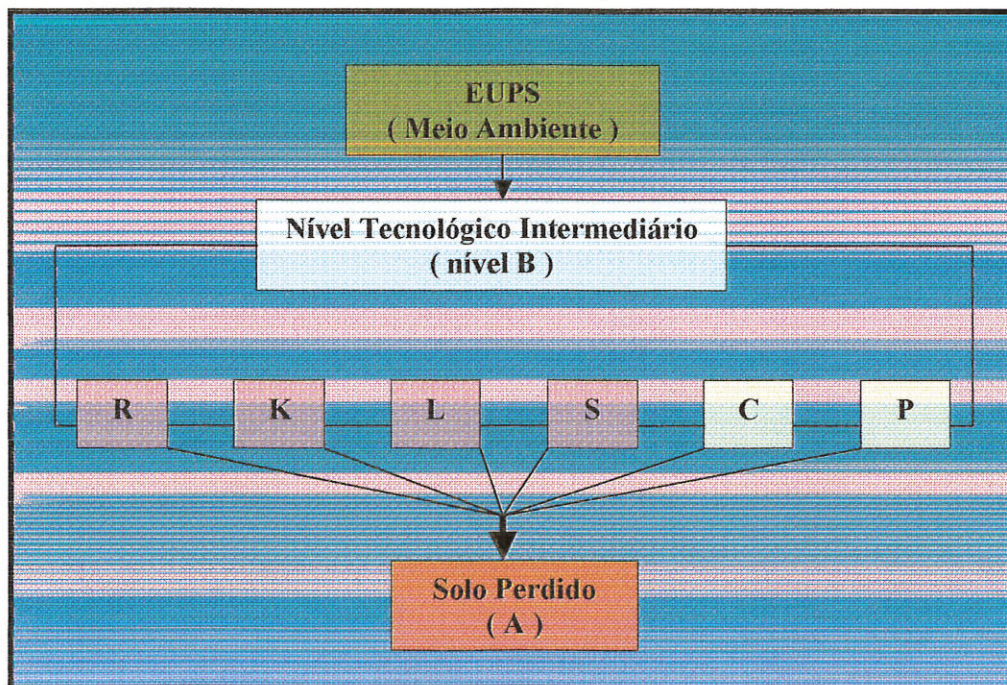 EUPS
( Meio Ambiente )
Nível Tecnológico Intermediário
( nível B )
R K L S C P
Solo Perdido
( A )